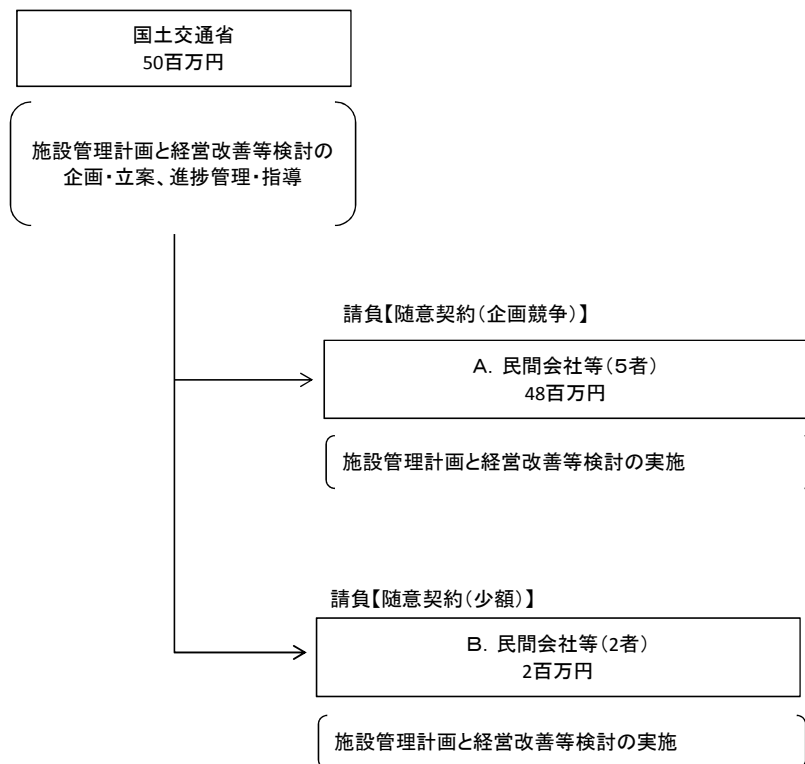 国土交通省
50百万円
施設管理計画と経営改善等検討の
企画・立案、進捗管理・指導
請負【随意契約（企画競争）】
Ａ．民間会社等（５者）
48百万円
施設管理計画と経営改善等検討の実施
請負【随意契約（少額）】
Ｂ．民間会社等（2者）
2百万円
施設管理計画と経営改善等検討の実施